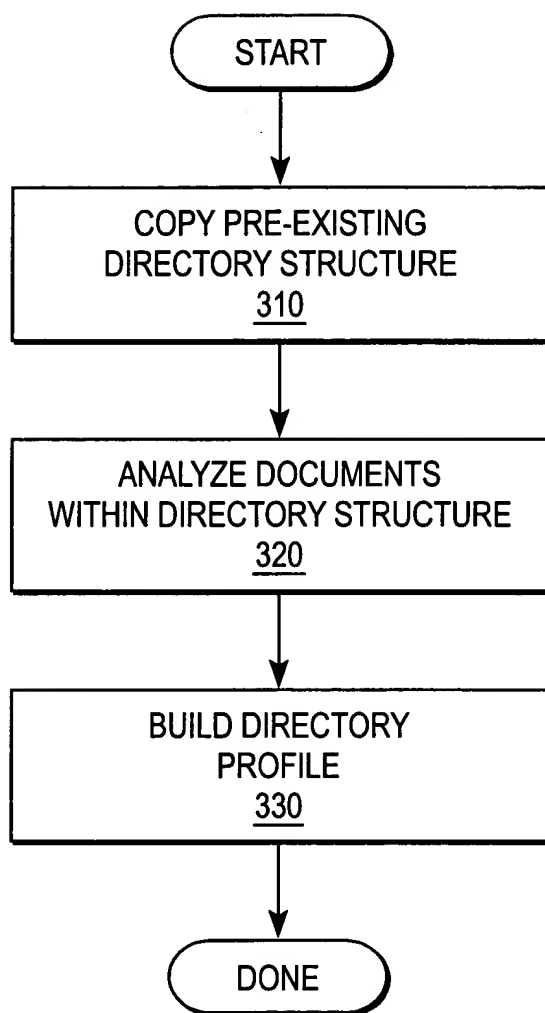 START
COPY PRE-EXISTING
DIRECTORY STRUCTURE
310
ANALYZE DOCUMENTS
WITHIN DIRECTORY STRUCTURE
320
BUILD DIRECTORY
PROFILE
330
DONE